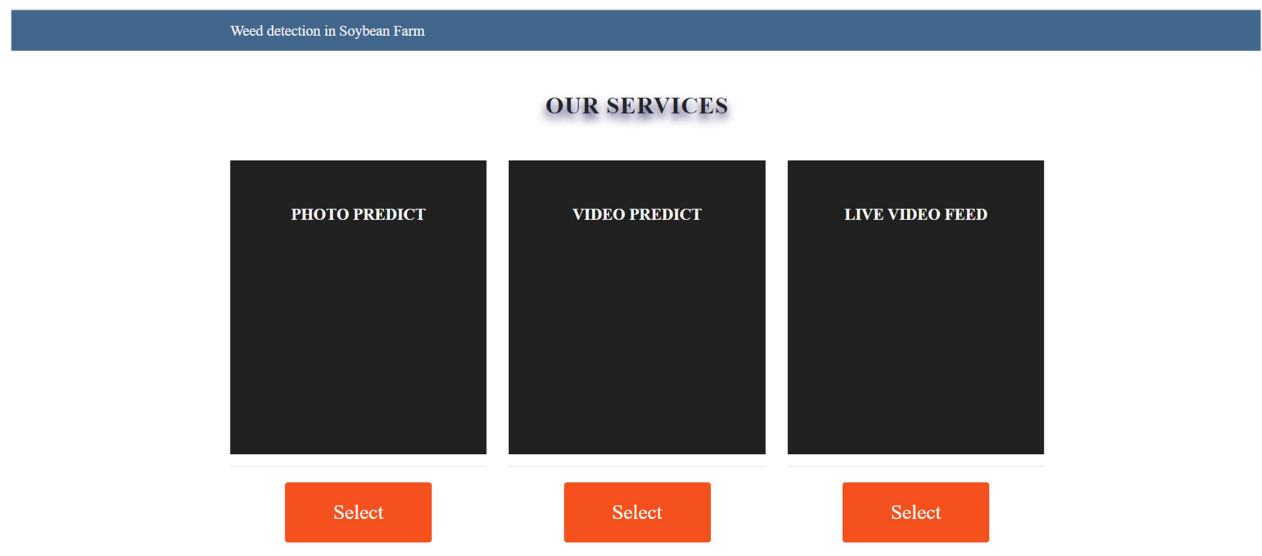 Weed detection in Soybean Farm
OUR SERVICES
PHOTO PREDICT
VIDEO PREDICT
LIVE VIDEO FEED
Select
Select
Select